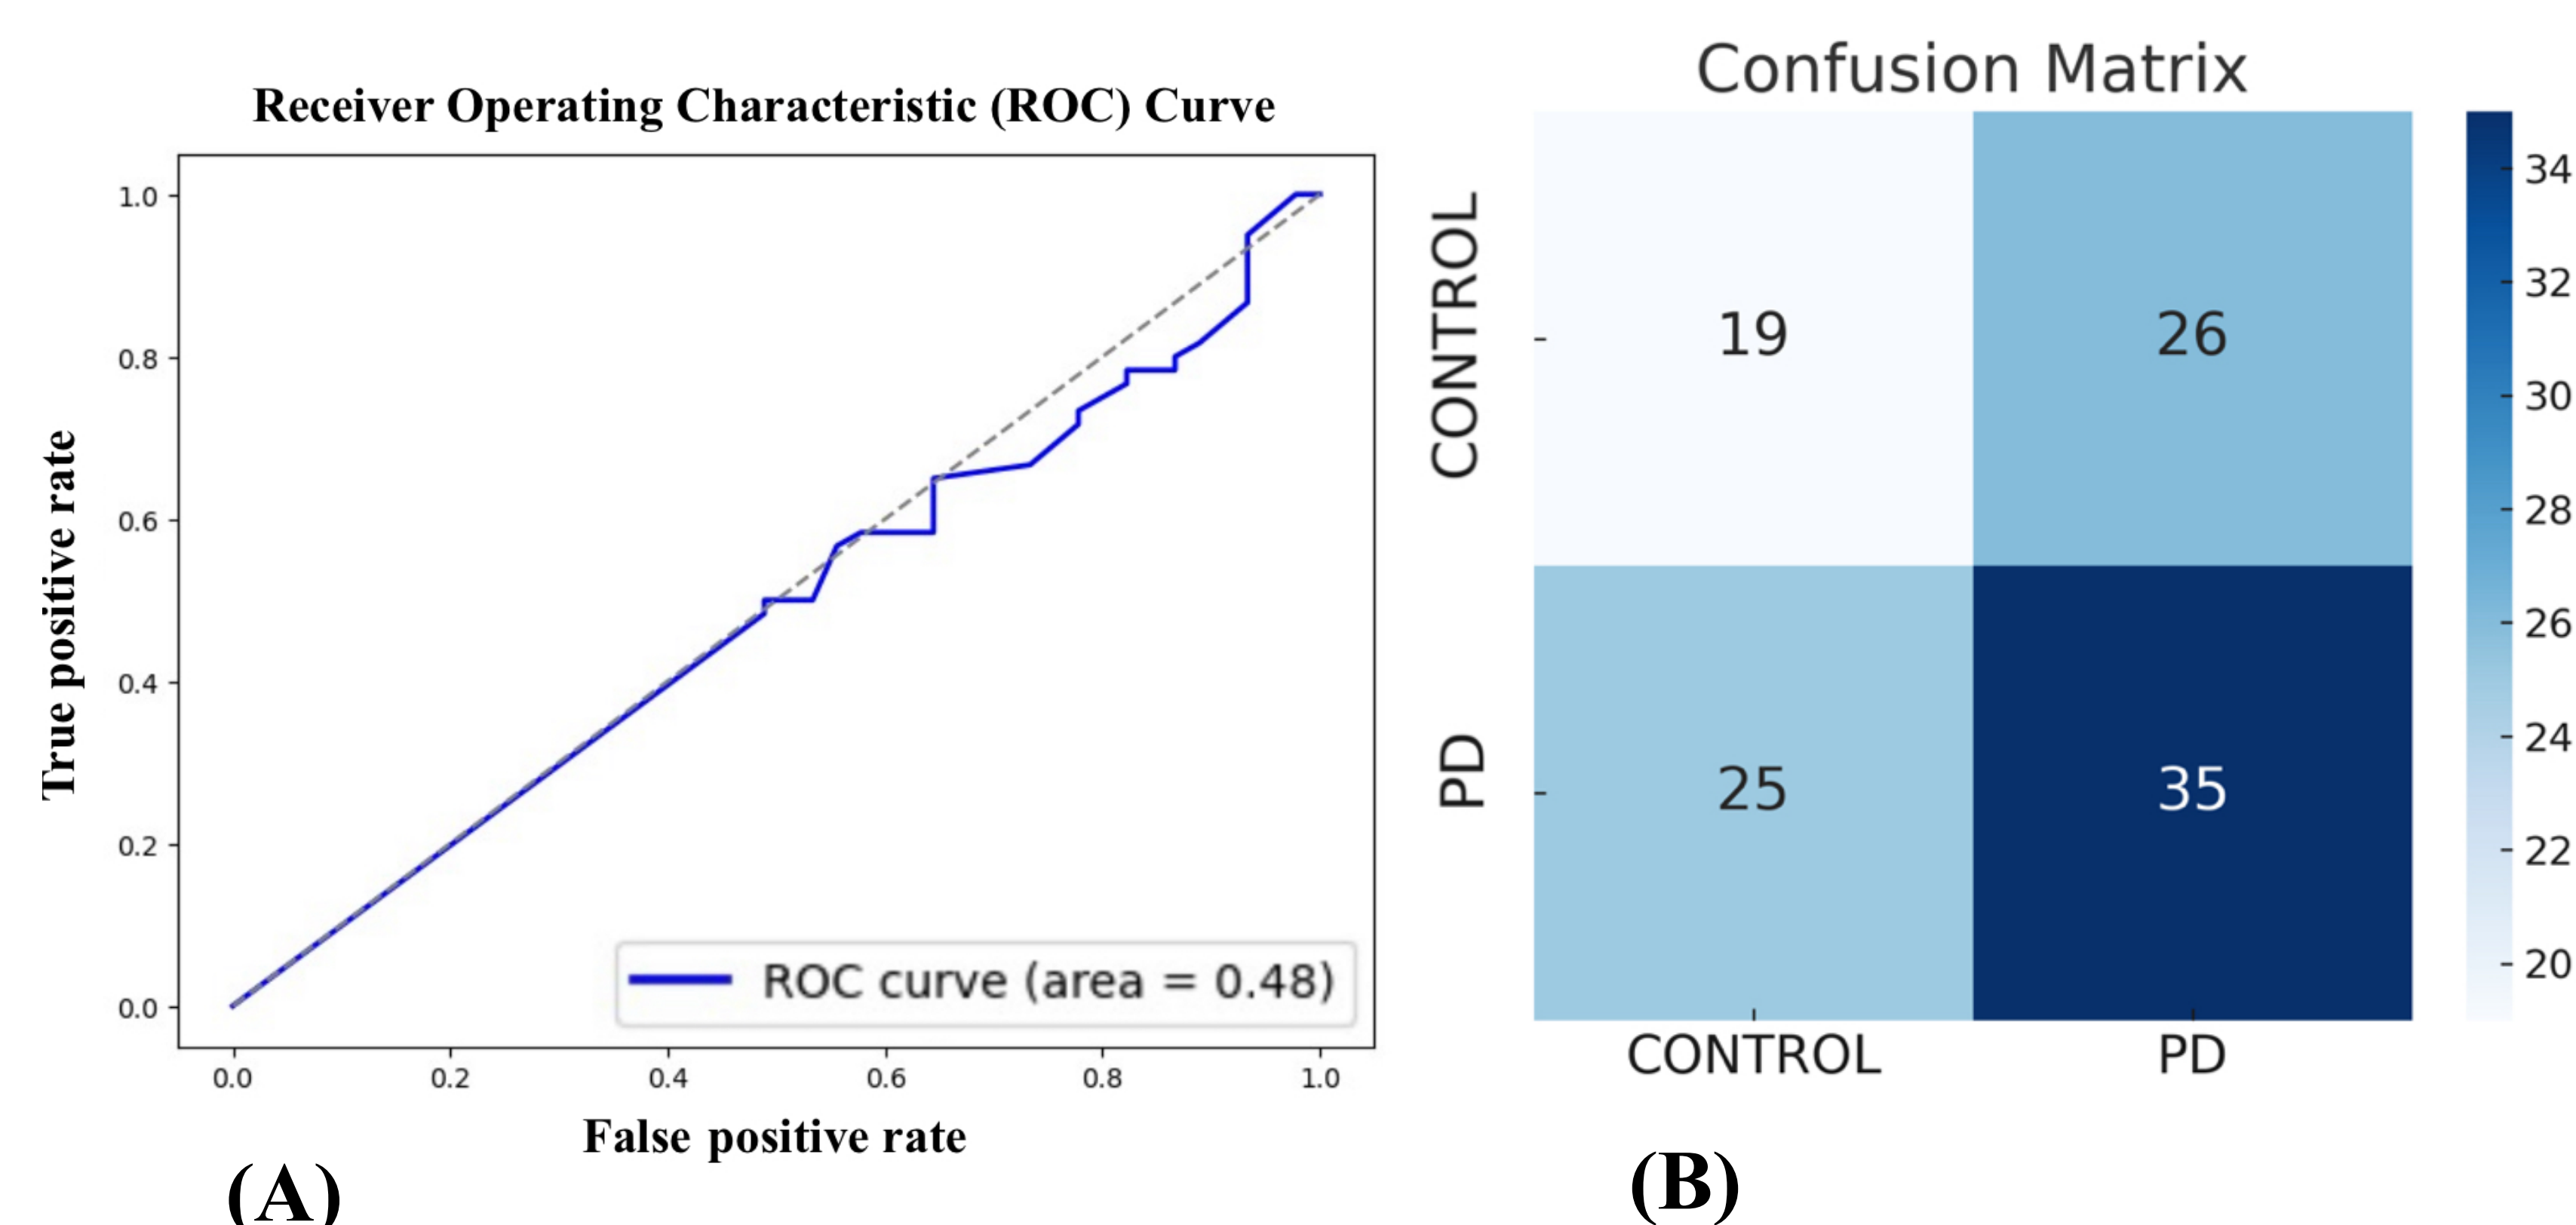 Receiver Operating Characteristic (ROC) Curve
True positive rate
1.0
0.8
0.6
0.4
0.2
0.0
ROC curve (area = 0.48)
0.0 0.2 0.4 0.6 0.8 1.0
False positive rate
(A)
Confusion Matrix
CONTROL
PD
19 26
25 35
CONTROL PD
34
32
30
28
26
24
22
20
(B)